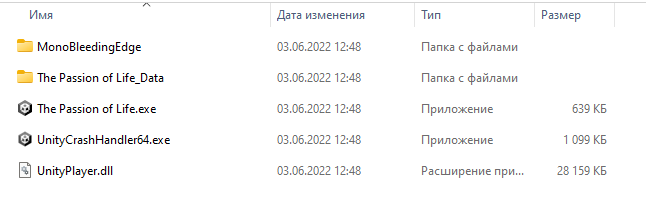 Имя Дата изменения Тип Размер
MonoBleedingEdge 03.06.2022 12:48 Папка с файлами
The Passion of Life_Data 03.06.2022 12:48 Папка с файлами
The Passion of Life.exe 03.06.2022 12:48 Приложение 639 КБ
UnityCrashHandler64.exe 03.06.2022 12:48 Приложение 1 099 КБ
UnityPlayer.dll 03.06.2022 12:48 Расширение при... 28 159 КБ